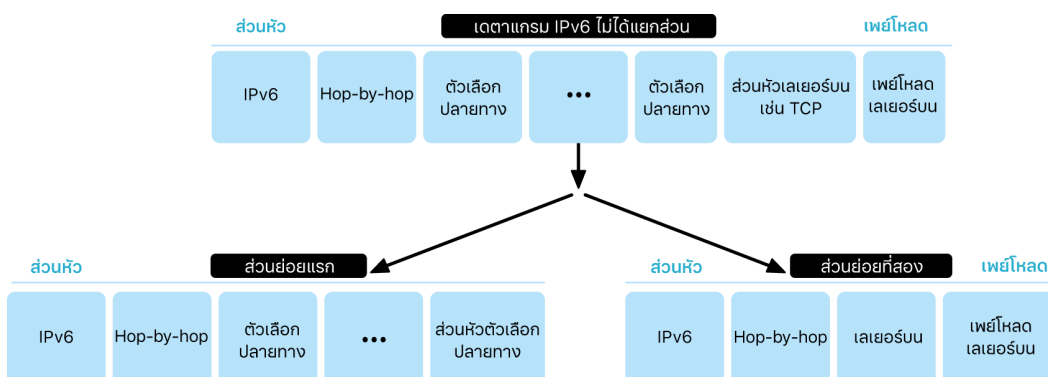 ส่วนหัว
เดตาแกรม IPv6 ไม่ได้แยกส่วน
เพย์โหลด
IPv6
Hop-by-hop
ตัวเลือก
ปลายทาง
•••
ตัวเลือก
ปลายทาง
ส่วนหัวเลเยอร์บน
เช่น TCP
เพย์โหลด
เลเยอร์บน
ส่วนหัว
ส่วนย่อยแรก
IPv6
Hop-by-hop
ตัวเลือก
ปลายทาง
•••
ส่วนหัวตัวเลือก
ปลายทาง
ส่วนหัว
ส่วนย่อยที่สอง
เพย์โหลด
IPv6
Hop-by-hop
เลเยอร์บน
เพย์โหลด
เลเยอร์บน